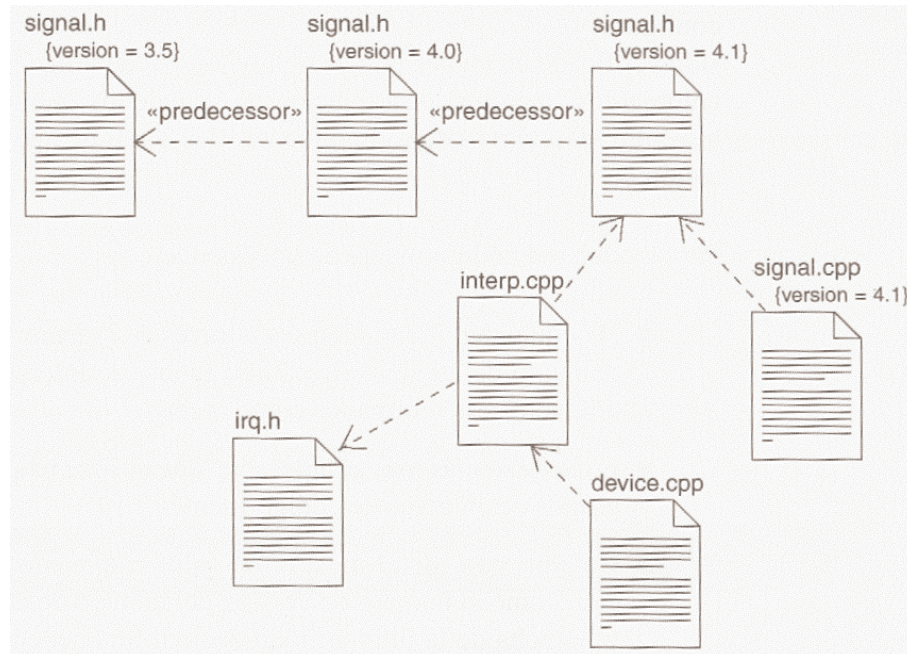 signal.h
{version = 3.5}
signal.h
{version = 4.0}
signal.h
{version = 4.1}
«predecessor»
«predecessor»
interp.cpp
signal.cpp
{version = 4.1}
irq.h
device.cpp